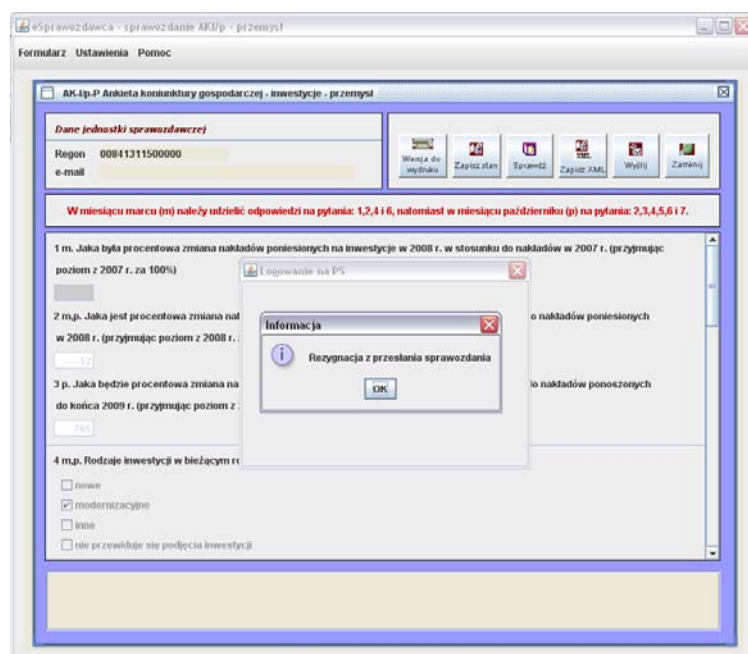 eSprawozdawca - sprawozdanie AKI/p - przemysł
Formularz Ustawienia Pomoc
AK-I/p-P Ankieta koniunktury gospodarczej - inwestycje - przemysł
Dane jednostki sprawozdawczej
Regon 00841311500000
e-mail
Wersja do wydruku
Zapisz stan
Sprawdź
Zapisz XML
Wyślij
Zamknij
W miesiącu marcu (m) należy udzielić odpowiedzi na pytania: 1,2,4 i 6, natomiast w miesiącu październiku (p) na pytania: 2,3,4,5,6 i 7.
1 m. Jaka była procentowa zmiana nakładów poniesionych na inwestycje w 2008 r. w stosunku do nakładów w 2007 r. (przyjmując
poziom z 2007 r. za 100%)
Logowanie na PS
2 m,p. Jaka jest procentowa zmiana nak
o nakładów poniesionych
w 2008 r. (przyjmując poziom z 2008 r.
12
Informacja
Rezygnacja z przesłania sprawozdania
OK
3 p. Jaka będzie procentowa zmiana na
do nakładów ponoszonych
do końca 2009 r. (przyjmując poziom z
765
4 m,p. Rodzaje inwestycji w bieżącym ro
nowe
modernizacyjne
inne
nie przewiduje się podjęcia inwestycji